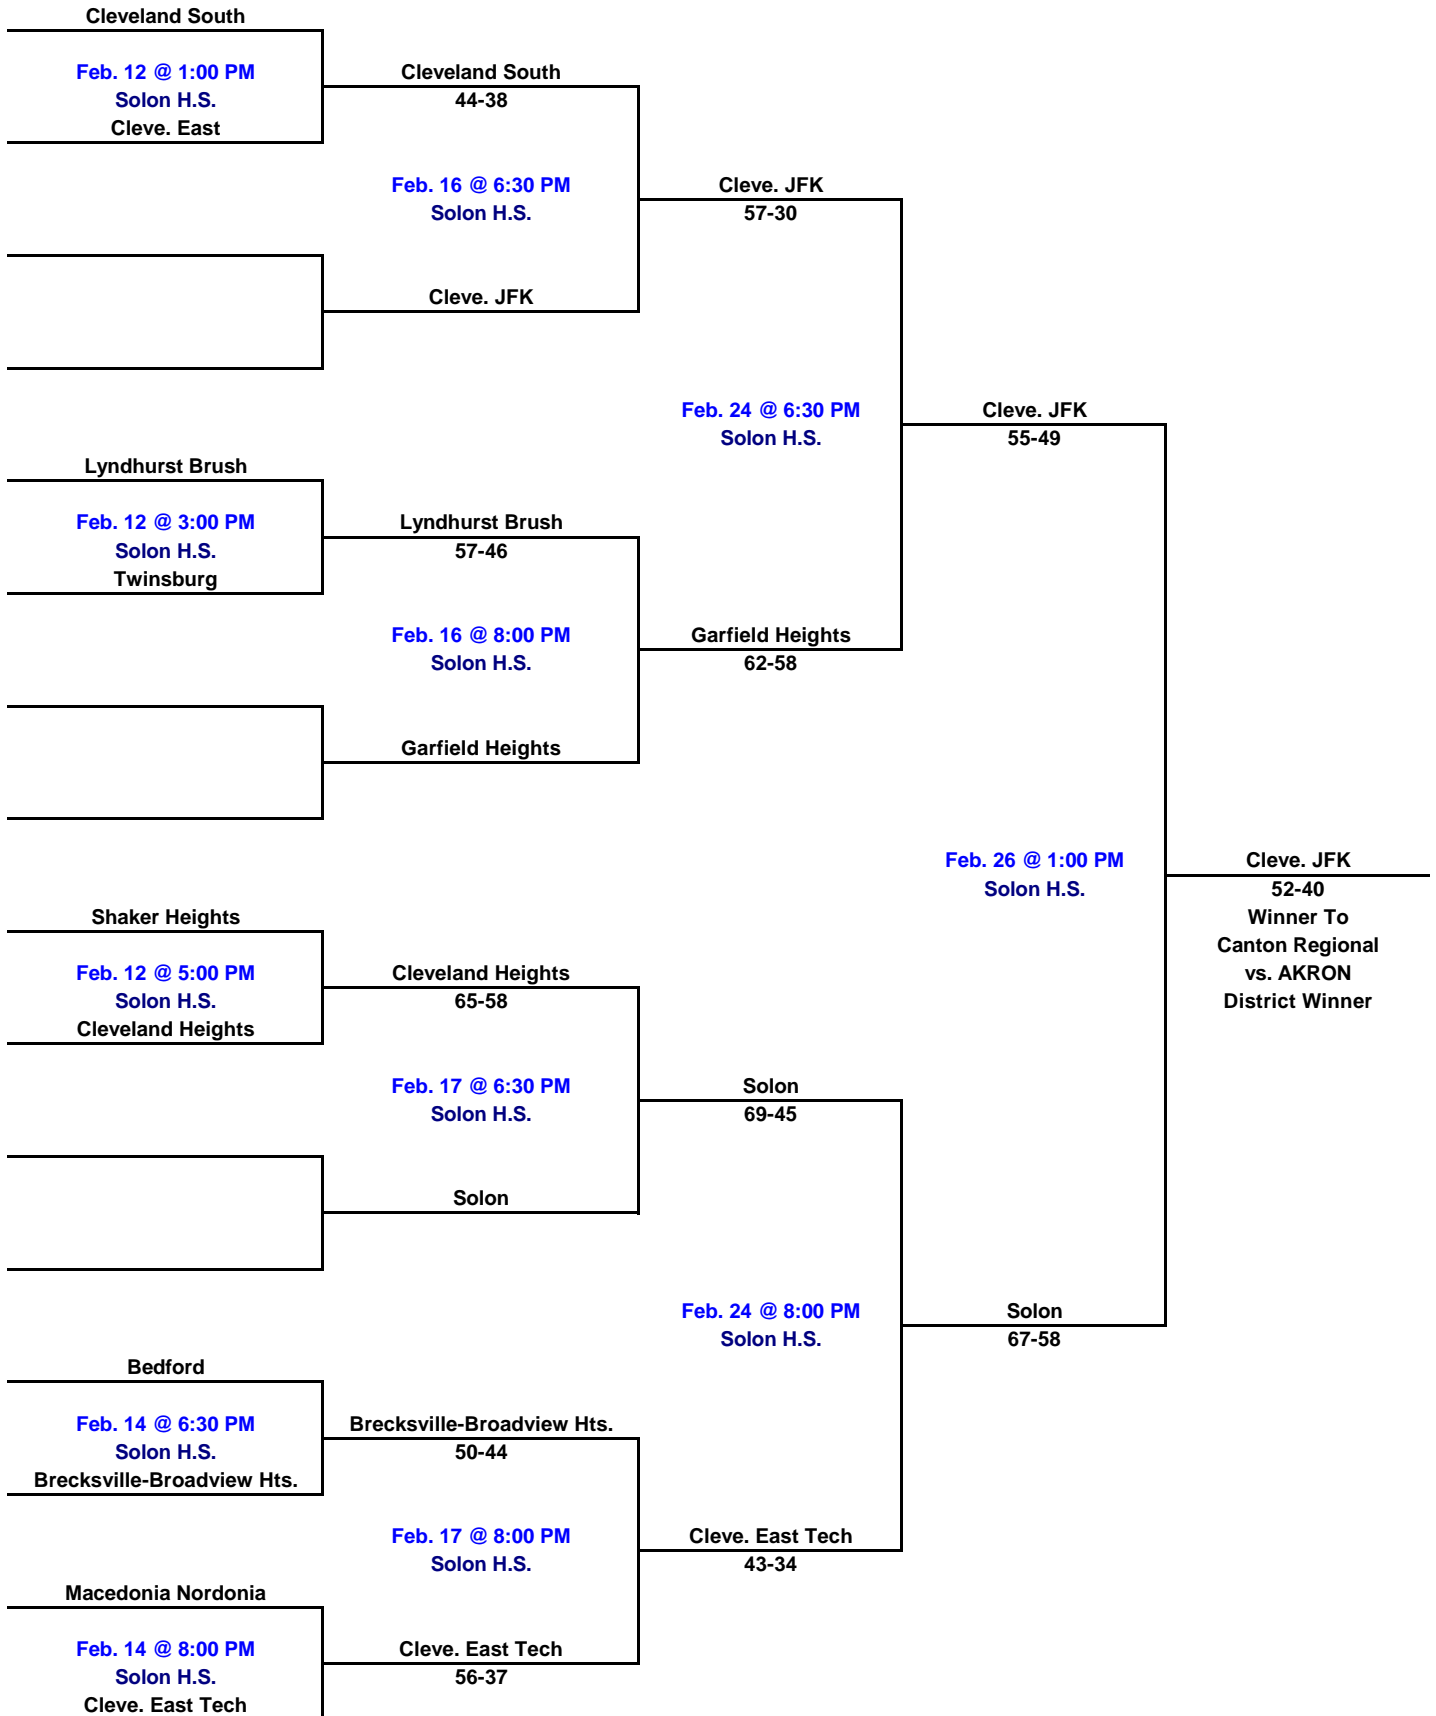 Cleveland South
Feb. 12 @ 1:00 PM
Solon H.S.
Cleve. East
Cleveland South
44-38
Feb. 16 @ 6:30 PM
Solon H.S.
Cleve. JFK
Cleve. JFK
57-30
Lyndhurst Brush
Feb. 12 @ 3:00 PM
Solon H.S.
Twinsburg
Lyndhurst Brush
57-46
Feb. 16 @ 8:00 PM
Solon H.S.
Garfield Heights
Garfield Heights
62-58
Feb. 24 @ 6:30 PM
Solon H.S.
Cleve. JFK
55-49
Shaker Heights
Feb. 12 @ 5:00 PM
Solon H.S.
Cleveland Heights
Cleveland Heights
65-58
Feb. 17 @ 6:30 PM
Solon H.S.
Solon
Solon
69-45
Bedford
Feb. 14 @ 6:30 PM
Solon H.S.
Brecksville-Broadview Hts.
Brecksville-Broadview Hts.
50-44
Feb. 17 @ 8:00 PM
Solon H.S.
Macedonia Nordonia
Feb. 14 @ 8:00 PM
Solon H.S.
Cleve. East Tech
Cleve. East Tech
56-37
Cleve. East Tech
43-34
Feb. 24 @ 8:00 PM
Solon H.S.
Solon
67-58
Feb. 26 @ 1:00 PM
Solon H.S.
Cleve. JFK
52-40
Winner To
Canton Regional
vs. AKRON
District Winner